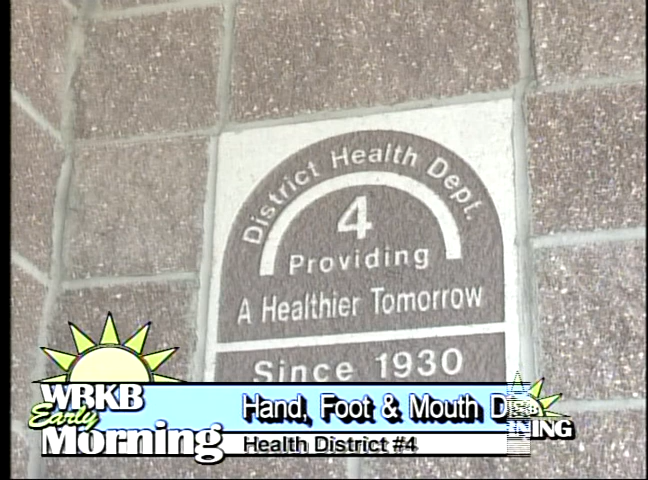 District Health Dept.
4
Providing
A Healthier Tomorrow
Since 1930
WBKB
Early
Morning
Hand, Foot & Mouth
Health District #4